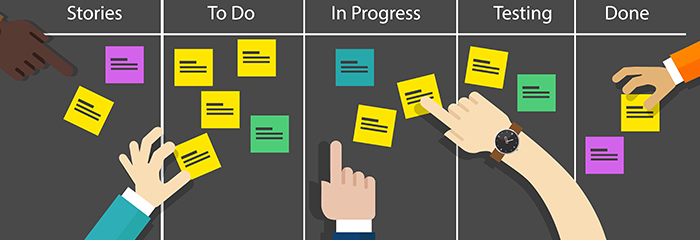 Stories
To Do
In Progress
Testing
Done